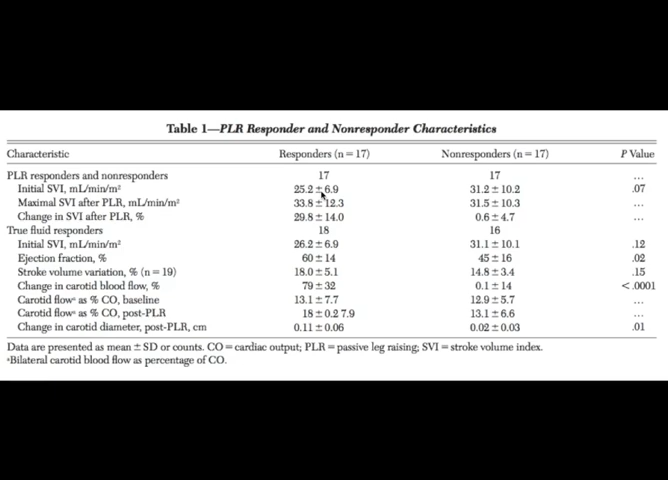 Table 1—PLR Responder and Nonresponder Characteristics
Characteristic Responders (n = 17) Nonresponders (n = 17) P Value
PLR responders and nonresponders 17 17 ...
Initial SVI, mL/min/m² 25.2 ± 6.9 31.2 ± 10.2 .07
Maximal SVI after PLR, mL/min/m² 33.8 ± 12.3 31.5 ± 10.3 ...
Change in SVI after PLR, % 29.8 ± 14.0 0.6 ± 4.7 ...
True fluid responders 18 16
Initial SVI, mL/min/m² 26.2 ± 6.9 31.1 ± 10.1 .12
Ejection fraction, % 60 ± 14 45 ± 16 .02
Stroke volume variation, % (n = 19) 18.0 ± 5.1 14.8 ± 3.4 .15
Change in carotid blood flow, % 79 ± 32 0.1 ± 14 < .0001
Carotid flowᵃ as % CO, baseline 13.1 ± 7.7 12.9 ± 5.7 ...
Carotid flowᵃ as % CO, post-PLR 18 ± 0.2 7.9 13.1 ± 6.6 ...
Change in carotid diameter, post-PLR, cm 0.11 ± 0.06 0.02 ± 0.03 .01
Data are presented as mean ± SD or counts. CO = cardiac output; PLR = passive leg raising; SVI = stroke volume index.
ᵃBilateral carotid blood flow as percentage of CO.